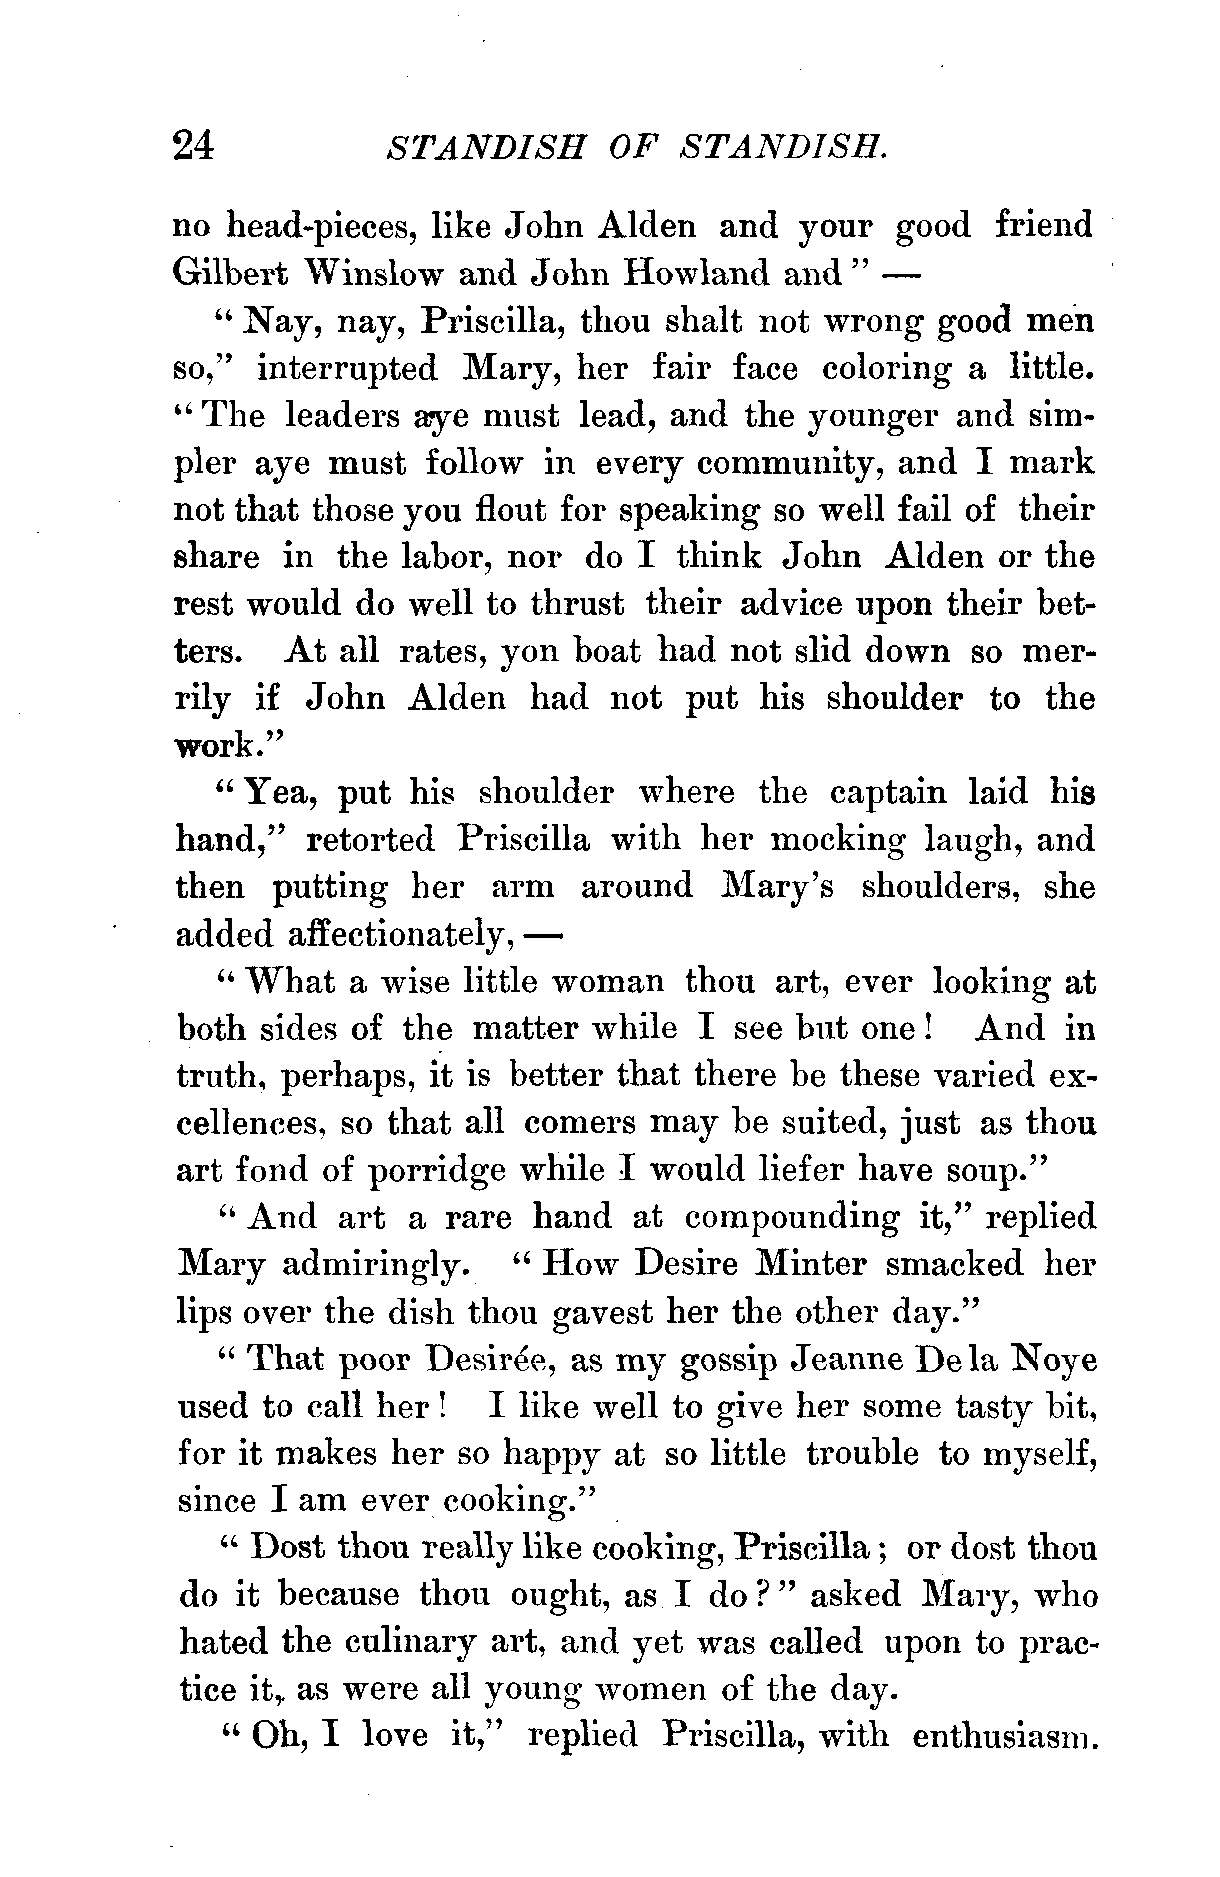 24 STANDISH OF STANDISH.
no head-pieces, like John Alden and your good friend
Gilbert Winslow and John Howland and" —
"Nay, nay, Priscilla, thou shalt not wrong good men
so," interrupted Mary, her fair face coloring a little.
"The leaders aye must lead, and the younger and sim-
pler aye must follow in every community, and I mark
not that those you flout for speaking so well fail of their
share in the labor, nor do I think John Alden or the
rest would do well to thrust their advice upon their bet-
ters. At all rates, yon boat had not slid down so mer-
rily if John Alden had not put his shoulder to the
work."
"Yea, put his shoulder where the captain laid his
hand," retorted Priscilla with her mocking laugh, and
then putting her arm around Mary's shoulders, she
added affectionately, —
"What a wise little woman thou art, ever looking at
both sides of the matter while I see but one! And in
truth, perhaps, it is better that there be these varied ex-
cellences, so that all comers may be suited, just as thou
art fond of porridge while I would liefer have soup."
"And art a rare hand at compounding it," replied
Mary admiringly. "How Desire Minter smacked her
lips over the dish thou gavest her the other day."
"That poor Desirée, as my gossip Jeanne De la Noye
used to call her! I like well to give her some tasty bit,
for it makes her so happy at so little trouble to myself,
since I am ever cooking."
"Dost thou really like cooking, Priscilla; or dost thou
do it because thou ought, as I do?" asked Mary, who
hated the culinary art, and yet was called upon to prac-
tice it, as were all young women of the day.
"Oh, I love it," replied Priscilla, with enthusiasm.